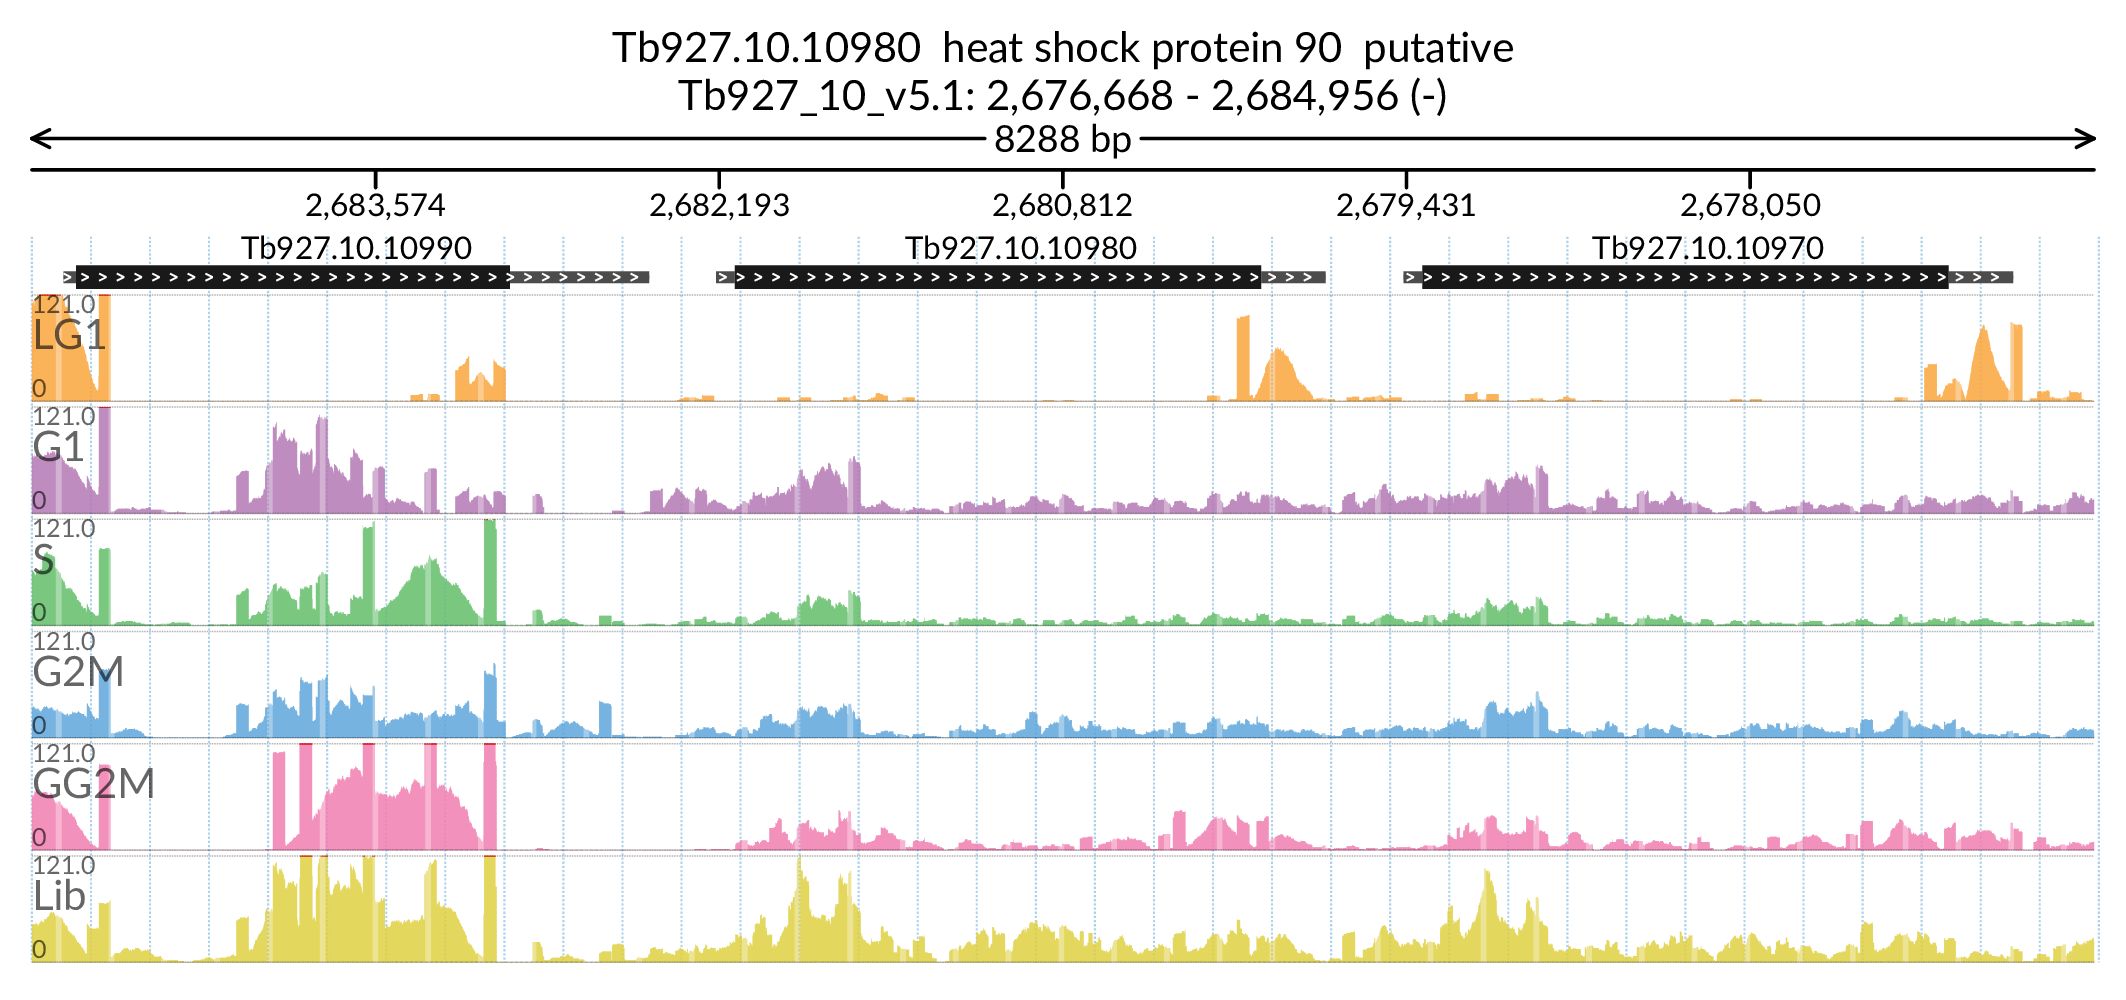 Tb927.10.10980 heat shock protein 90 putative
Tb927_10_v5.1: 2,676,668 - 2,684,956 (-)
8288 bp
2,683,574 2,682,193 2,680,812 2,679,431 2,678,050
Tb927.10.10990 Tb927.10.10980 Tb927.10.10970
121.0
LG1
0
121.0
G1
0
121.0
S
0
121.0
G2M
0
121.0
GG2M
0
121.0
Lib
0